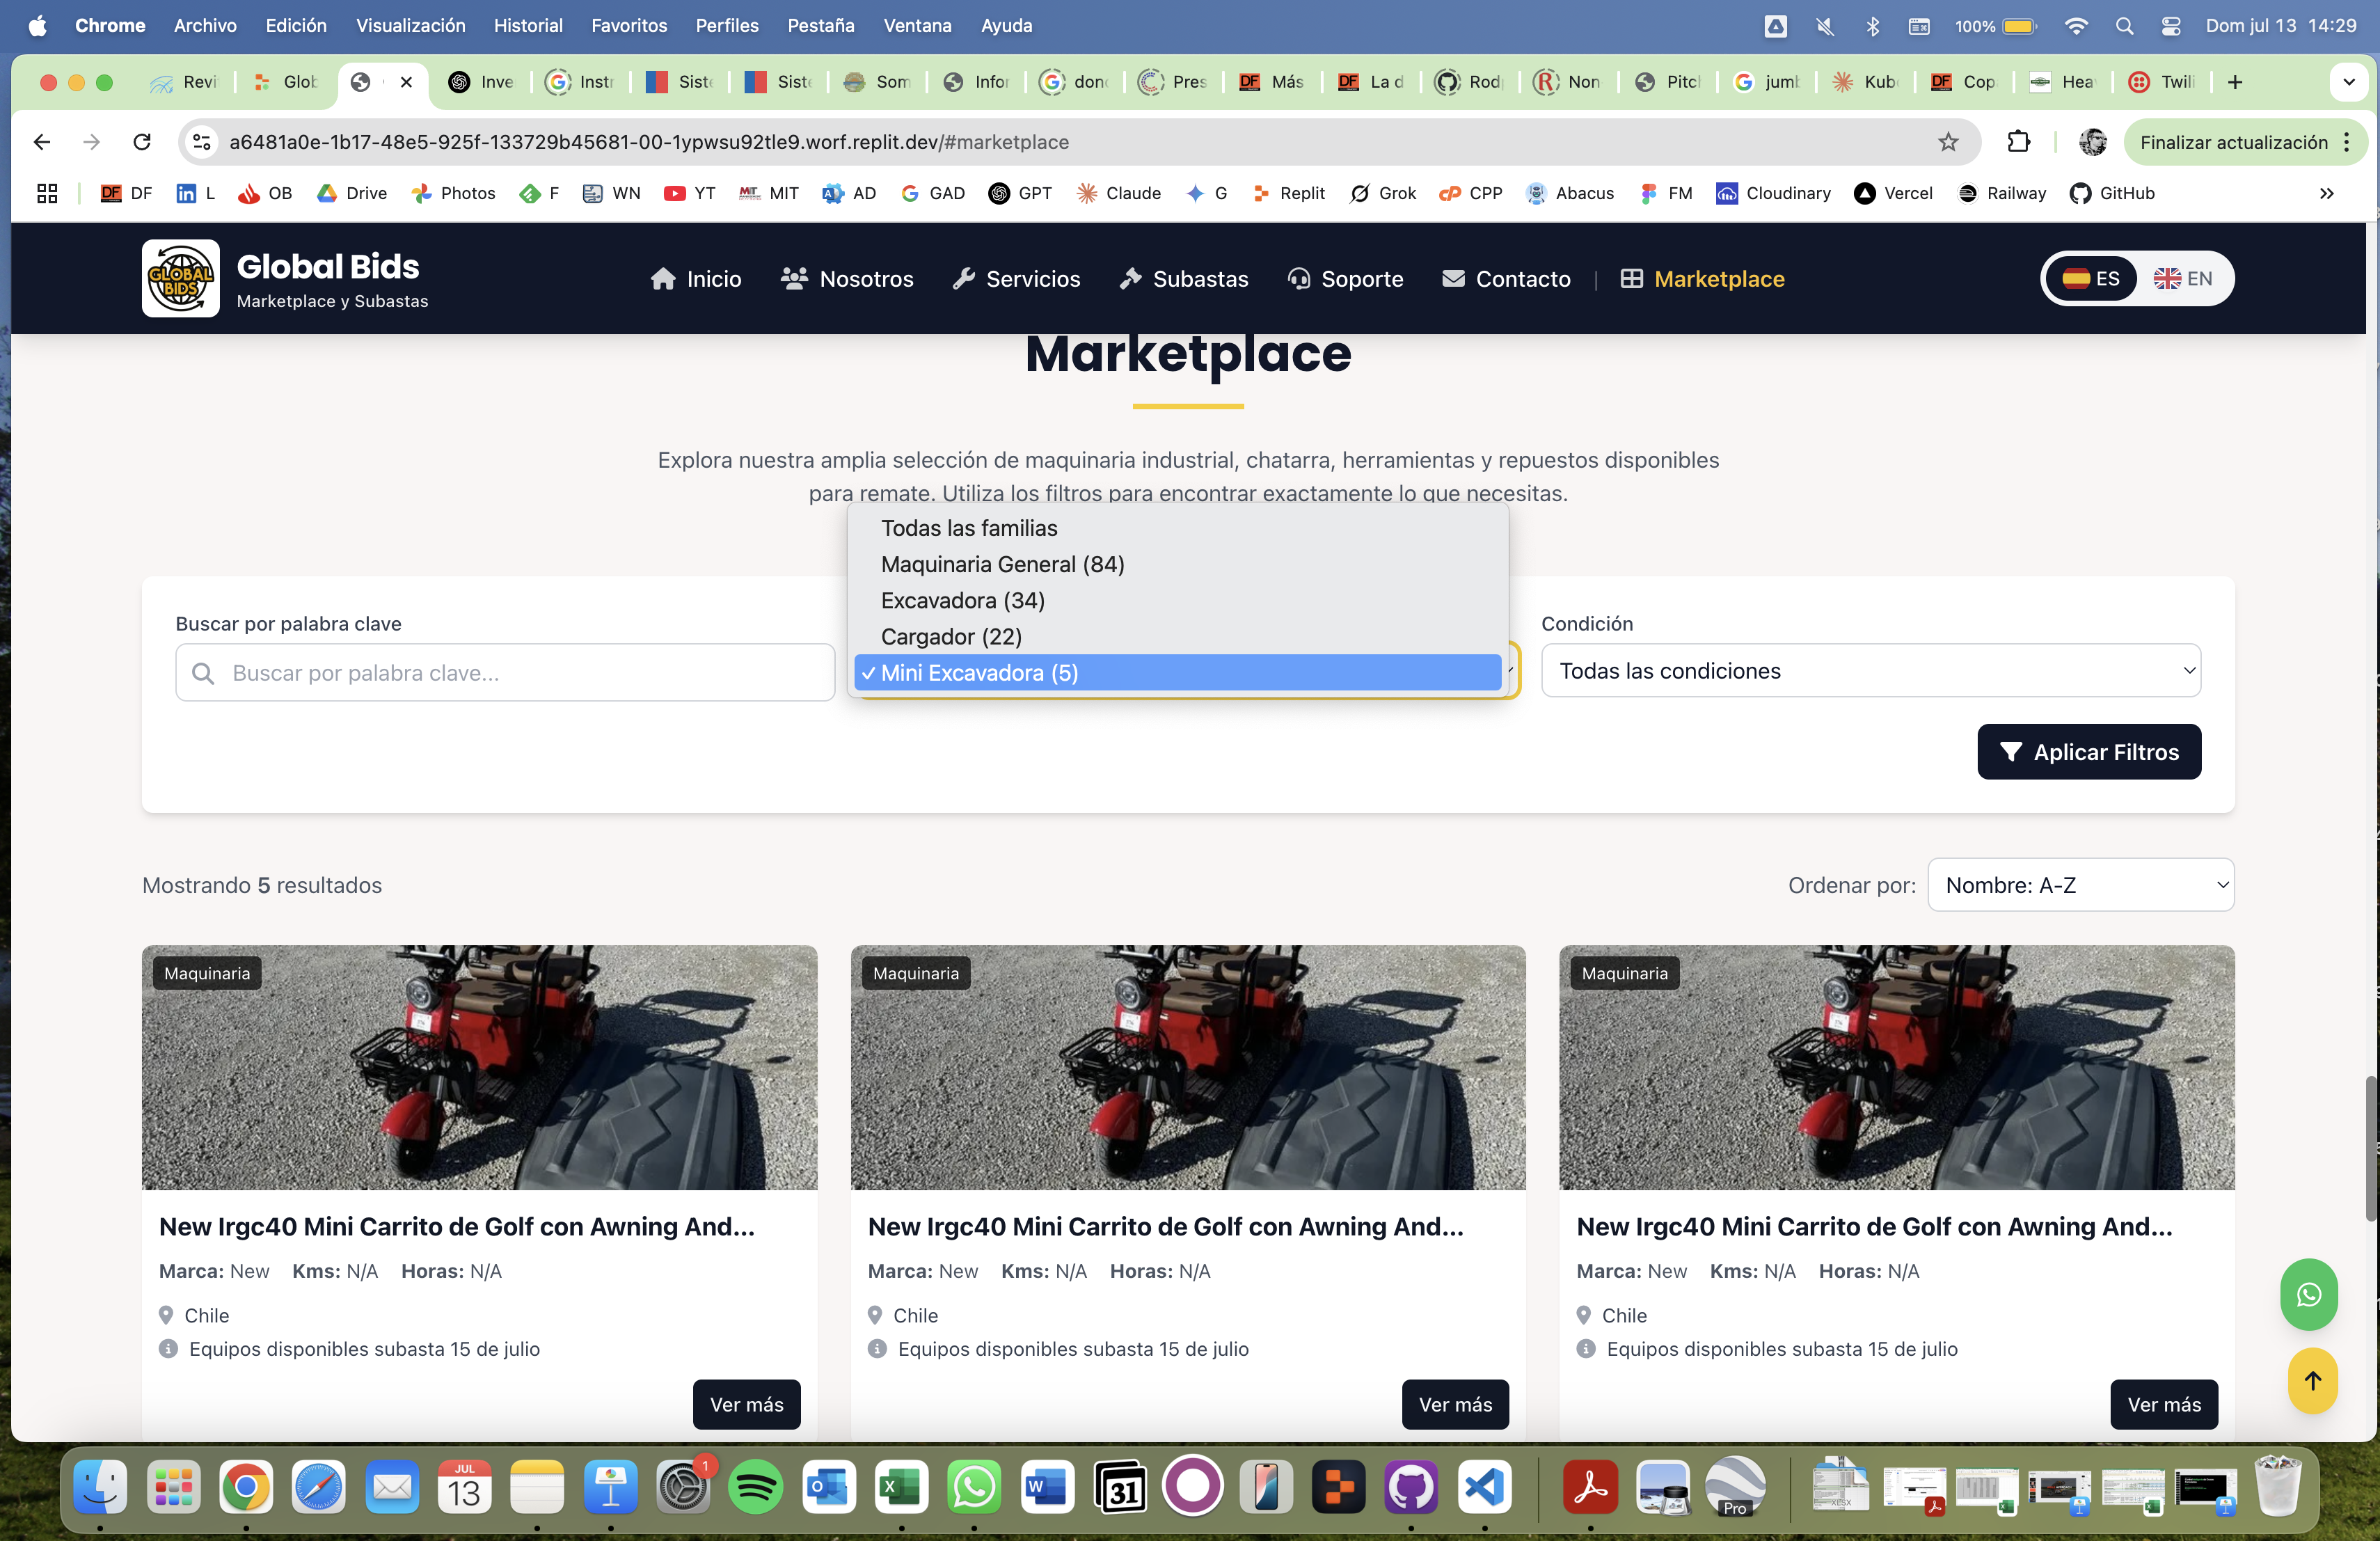 Chrome Archivo Edición Visualización Historial Favoritos Perfiles Pestaña Ventana Ayuda 100% Dom jul 13 14:29
Revi Glob Inve Instr Siste Siste Som Infor dond Pres Más La d Rod Non Pitch jumb Kube Cop Hea Twili
a6481a0e-1b17-48e5-925f-133729b45681-00-1ypwsu92tle9.worf.replit.dev/#marketplace Finalizar actualización
DF L OB Drive Photos F WN YT MIT AD GAD GPT Claude G Replit Grok CPP Abacus FM Cloudinary Vercel Railway GitHub
GLOBAL BIDS
Global Bids
Marketplace y Subastas
Inicio Nosotros Servicios Subastas Soporte Contacto | Marketplace ES EN
Marketplace
Explora nuestra amplia selección de maquinaria industrial, chatarra, herramientas y repuestos disponibles
para remate. Utiliza los filtros para encontrar exactamente lo que necesitas.
Todas las familias
Maquinaria General (84)
Excavadora (34)
Cargador (22)
✓ Mini Excavadora (5)
Buscar por palabra clave
Buscar por palabra clave...
Condición
Todas las condiciones
Aplicar Filtros
Mostrando 5 resultados
Ordenar por: Nombre: A-Z
Maquinaria
New Irgc40 Mini Carrito de Golf con Awning And...
Marca: New Kms: N/A Horas: N/A
Chile
Equipos disponibles subasta 15 de julio
Ver más
Maquinaria
New Irgc40 Mini Carrito de Golf con Awning And...
Marca: New Kms: N/A Horas: N/A
Chile
Equipos disponibles subasta 15 de julio
Ver más
Maquinaria
New Irgc40 Mini Carrito de Golf con Awning And...
Marca: New Kms: N/A Horas: N/A
Chile
Equipos disponibles subasta 15 de julio
Ver más
JUL
13
1
31
Pro
XLSX